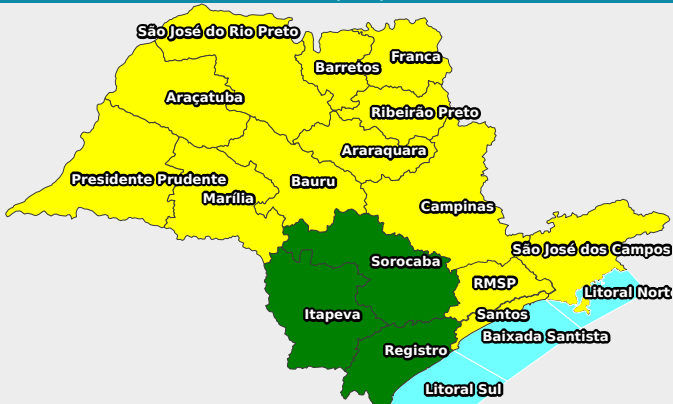 São José do Rio Preto
Franca
Barretos
Araçatuba
Ribeirão Preto
Araraquara
Presidente Prudente
Bauru
Marília
Campinas
São José dos Campos
Sorocaba
RMSP
Litoral Nort
Itapeva
Santos
Baixada Santista
Registro
Litoral Sul